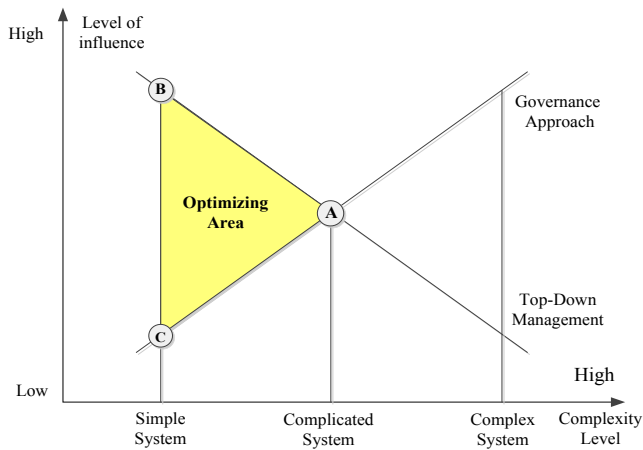 High
Level of
influence
B
Governance
Approach
Optimizing
Area
A
Top-Down
Management
C
High
Low
Simple
System
Complicated
System
Complex
System
Complexity
Level